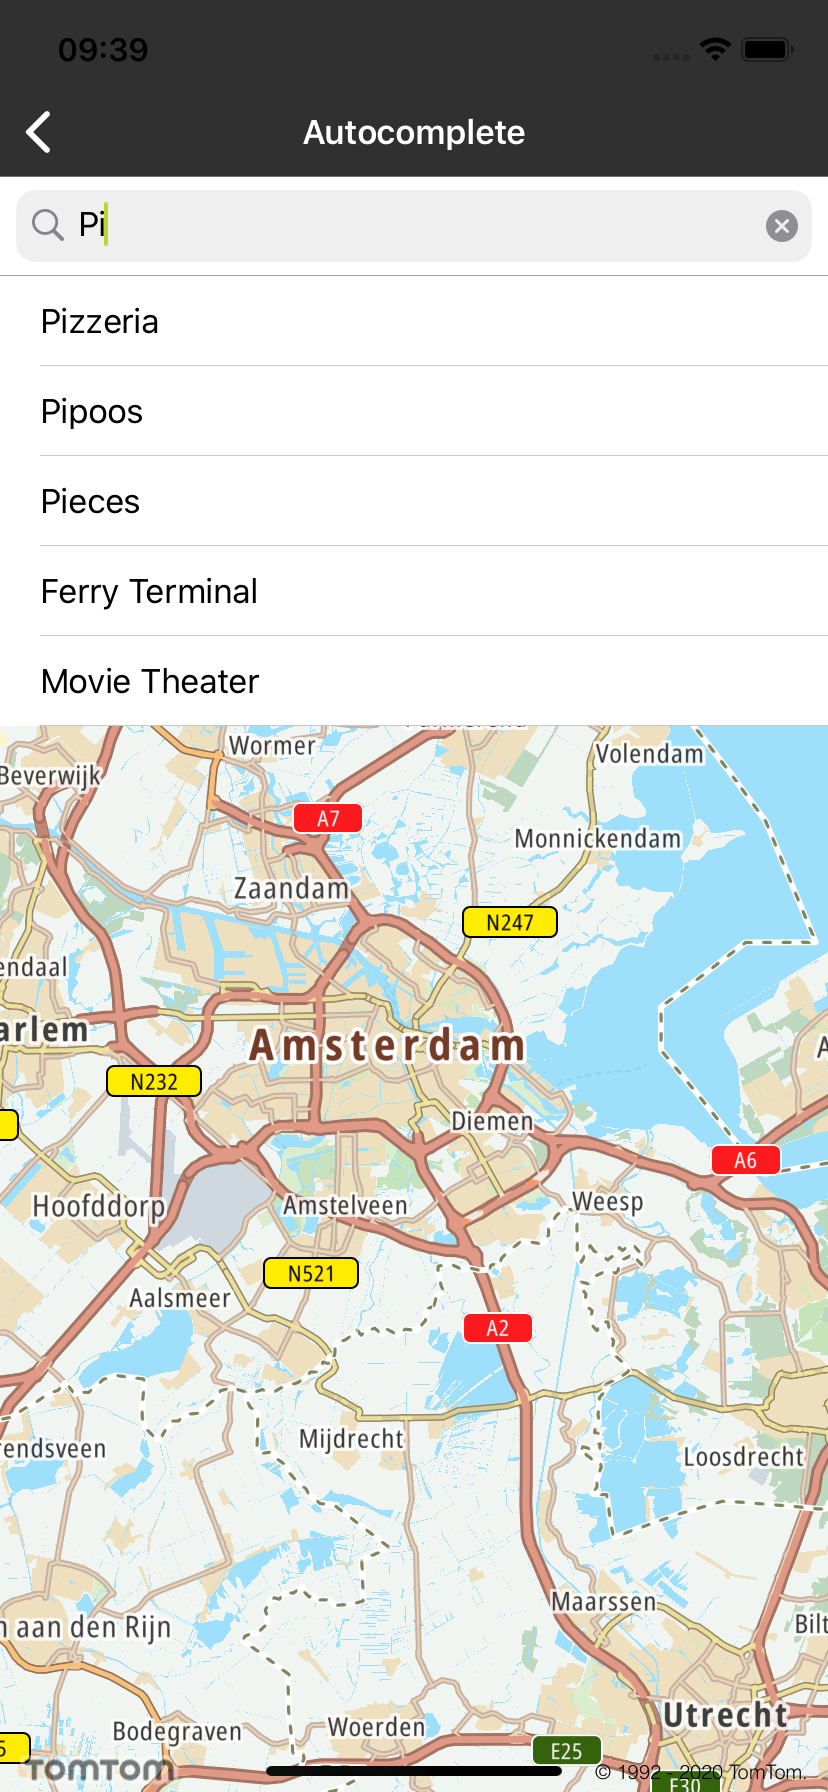 09:39
Autocomplete
Pi
Pizzeria
Pipoos
Pieces
Ferry Terminal
Movie Theater
Wormer
Volendam
Beverwijk
A7
Monnickendam
Zaandam
N247
endaal
arlem
Amsterdam
N232
Diemen
A6
Hoofddorp
Amstelveen
Weesp
N521
Aalsmeer
A2
Mijdrecht
rendsveen
Loosdrecht
Maarssen
Bilt
n aan den Rijn
Utrecht
Bodegraven
Woerden
5
E25
TOMTOM
© 1992 - 2020 TomTom.
E30